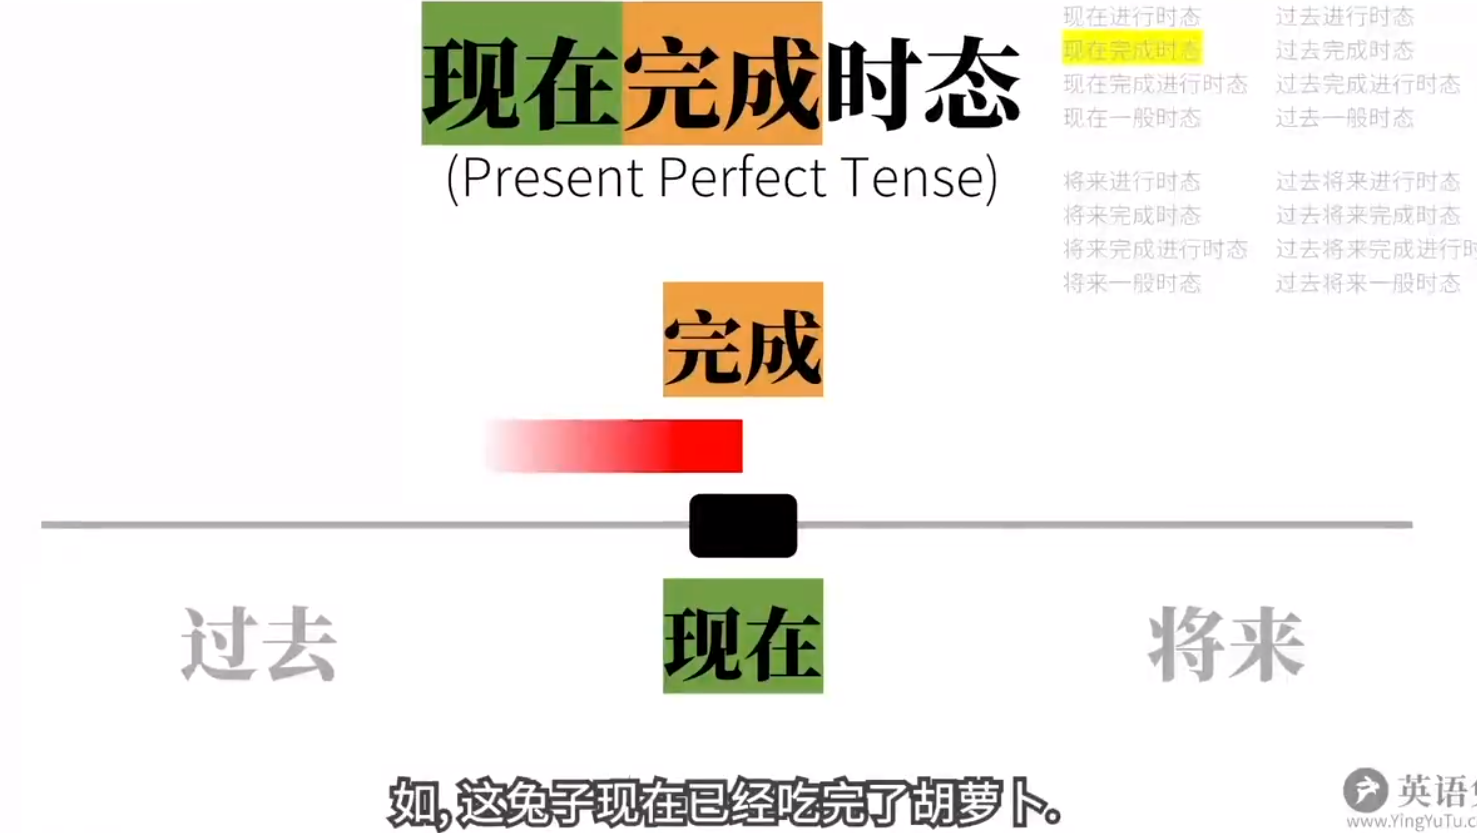 现在完成时态
(Present Perfect Tense)
现在进行时态 过去进行时态
现在完成时态 过去完成时态
现在完成进行时态 过去完成进行时态
现在一般时态 过去一般时态
将来进行时态 过去将来进行时态
将来完成时态 过去将来完成时态
将来完成进行时态 过去将来完成进行时
将来一般时态 过去将来一般时态
完成
过去 现在 将来
如, 这兔子现在已经吃完了胡萝卜.
英语
www.YingYuTu.c